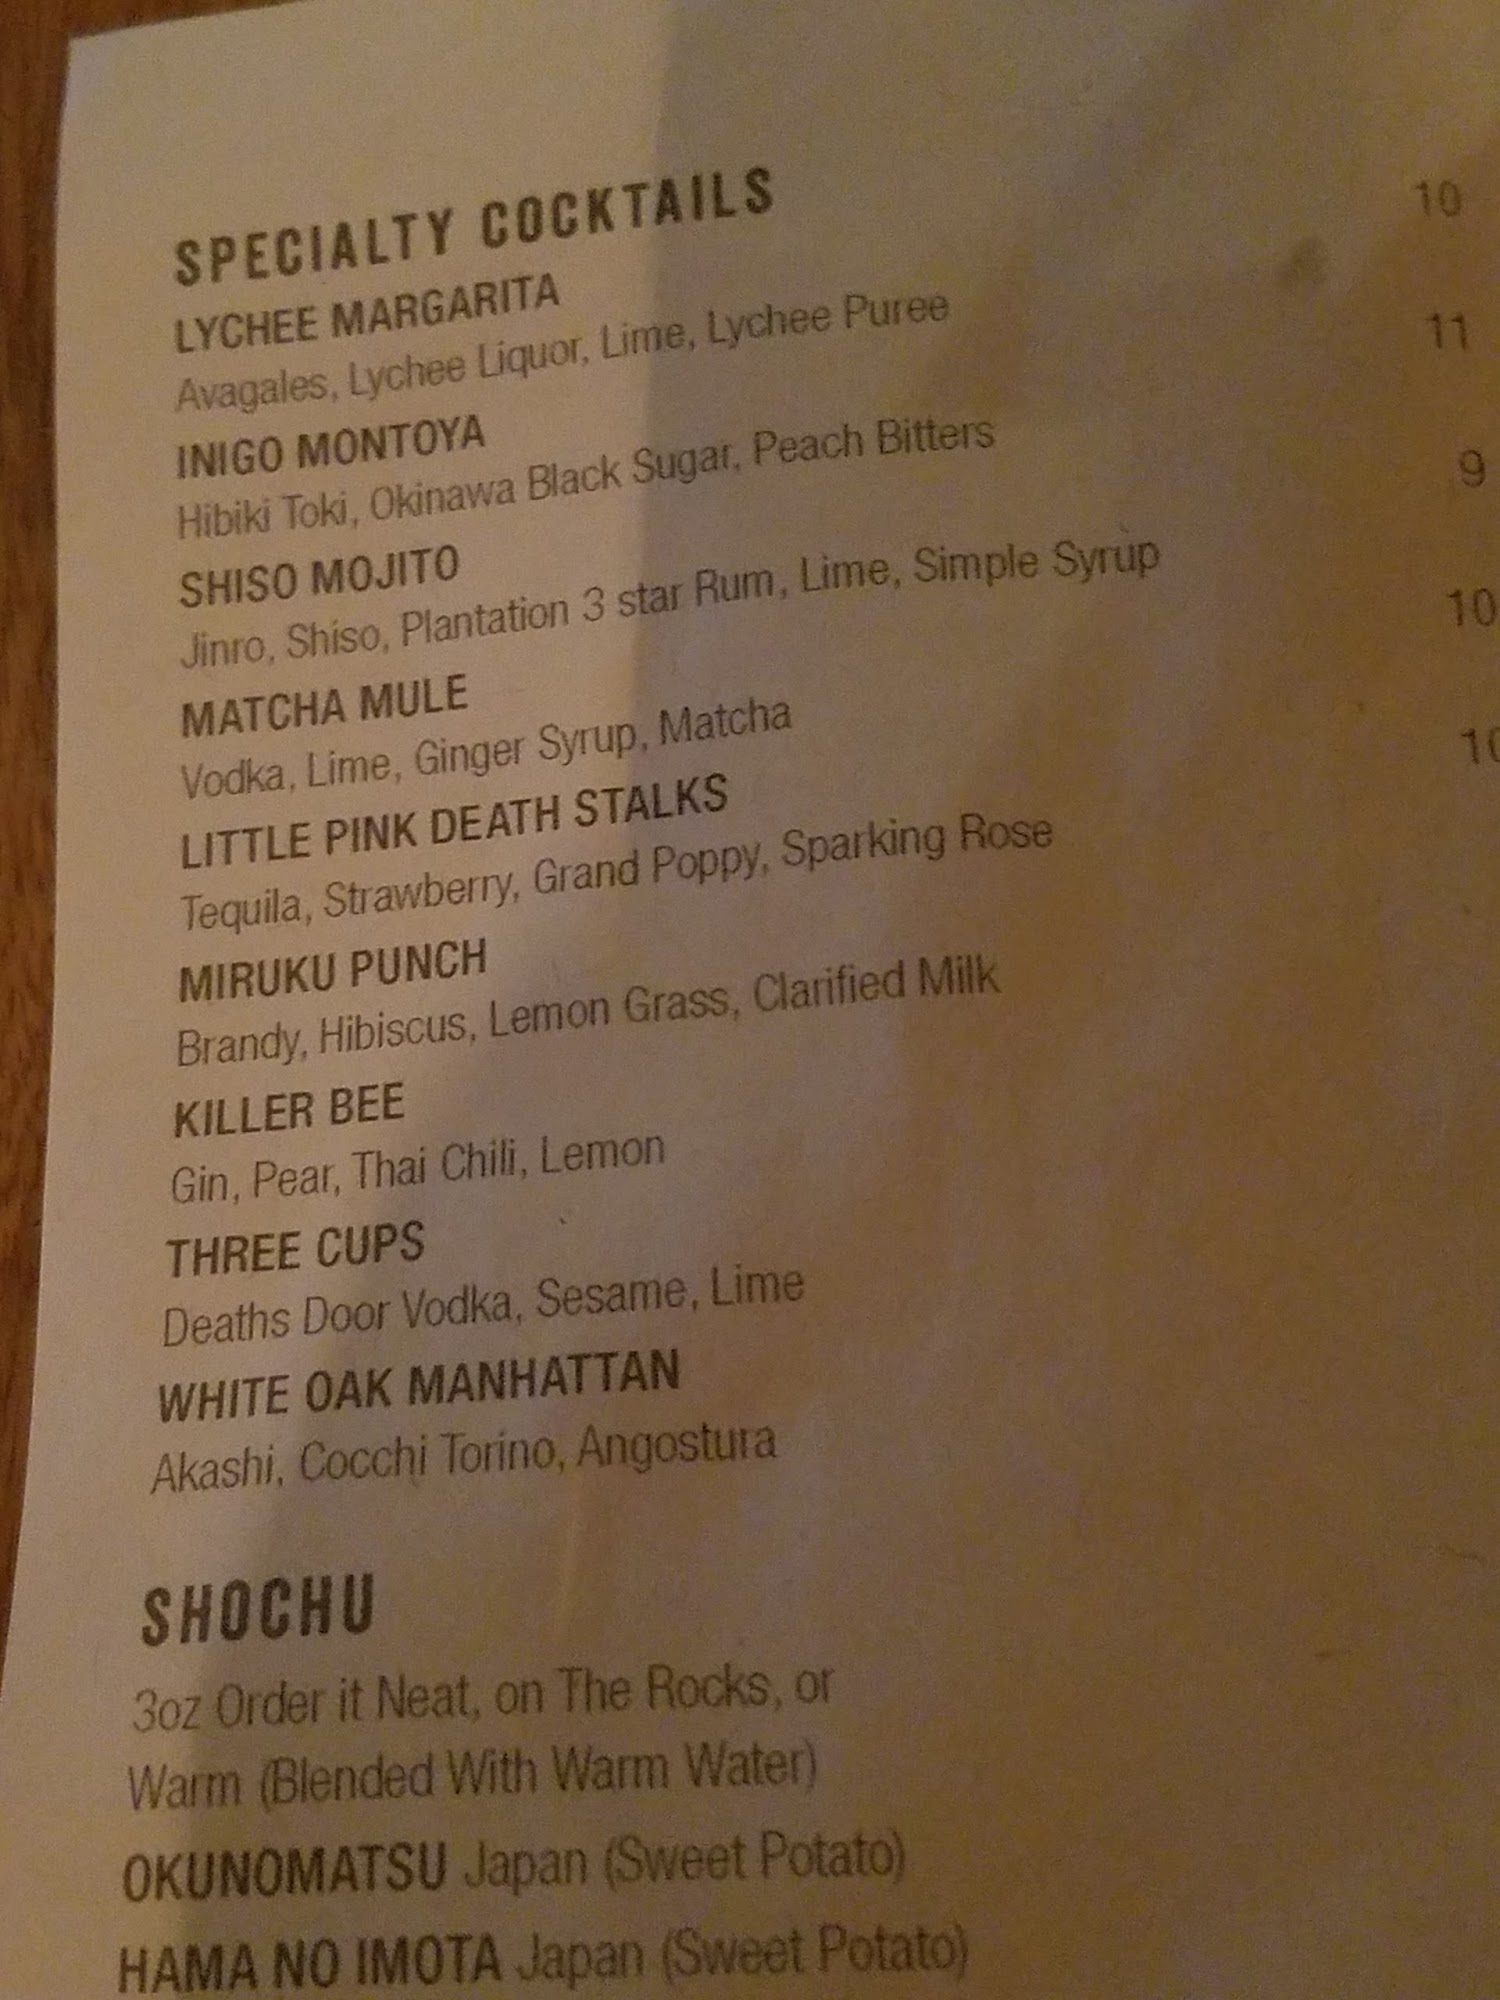 SPECIALTY COCKTAILS
LYCHEE MARGARITA 10
Avagales, Lychee Liquor, Lime, Lychee Puree
INIGO MONTOYA 11
Hibiki Toki, Okinawa Black Sugar, Peach Bitters
SHISO MOJITO 9
Jinro, Shiso, Plantation 3 star Rum, Lime, Simple Syrup
MATCHA MULE 10
Vodka, Lime, Ginger Syrup, Matcha
LITTLE PINK DEATH STALKS 10
Tequila, Strawberry, Grand Poppy, Sparking Rose
MIRUKU PUNCH
Brandy, Hibiscus, Lemon Grass, Clarified Milk
KILLER BEE
Gin, Pear, Thai Chili, Lemon
THREE CUPS
Deaths Door Vodka, Sesame, Lime
WHITE OAK MANHATTAN
Akashi, Cocchi Torino, Angostura
SHOCHU
3oz Order it Neat, on The Rocks, or
Warm (Blended With Warm Water)
OKUNOMATSU Japan (Sweet Potato)
HAMA NO IMOTA Japan (Sweet Potato)